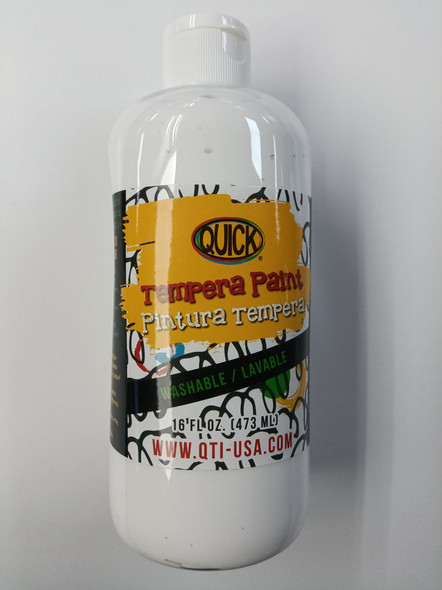 QUICK
®
Tempera Paint
Pintura Tempera
WASHABLE / LAVABLE
16 FL OZ. (473 ML)
WWW.QTI-USA.COM